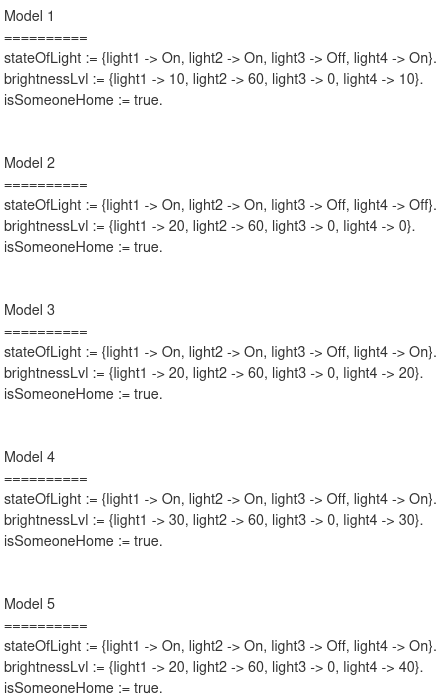 Model 1
==========
stateOfLight := {light1 -> On, light2 -> On, light3 -> Off, light4 -> On}.
brightnessLvl := {light1 -> 10, light2 -> 60, light3 -> 0, light4 -> 10}.
isSomeoneHome := true.
Model 2
==========
stateOfLight := {light1 -> On, light2 -> On, light3 -> Off, light4 -> Off}.
brightnessLvl := {light1 -> 20, light2 -> 60, light3 -> 0, light4 -> 0}.
isSomeoneHome := true.
Model 3
==========
stateOfLight := {light1 -> On, light2 -> On, light3 -> Off, light4 -> On}.
brightnessLvl := {light1 -> 20, light2 -> 60, light3 -> 0, light4 -> 20}.
isSomeoneHome := true.
Model 4
==========
stateOfLight := {light1 -> On, light2 -> On, light3 -> Off, light4 -> On}.
brightnessLvl := {light1 -> 30, light2 -> 60, light3 -> 0, light4 -> 30}.
isSomeoneHome := true.
Model 5
==========
stateOfLight := {light1 -> On, light2 -> On, light3 -> Off, light4 -> On}.
brightnessLvl := {light1 -> 20, light2 -> 60, light3 -> 0, light4 -> 40}.
isSomeoneHome := true.